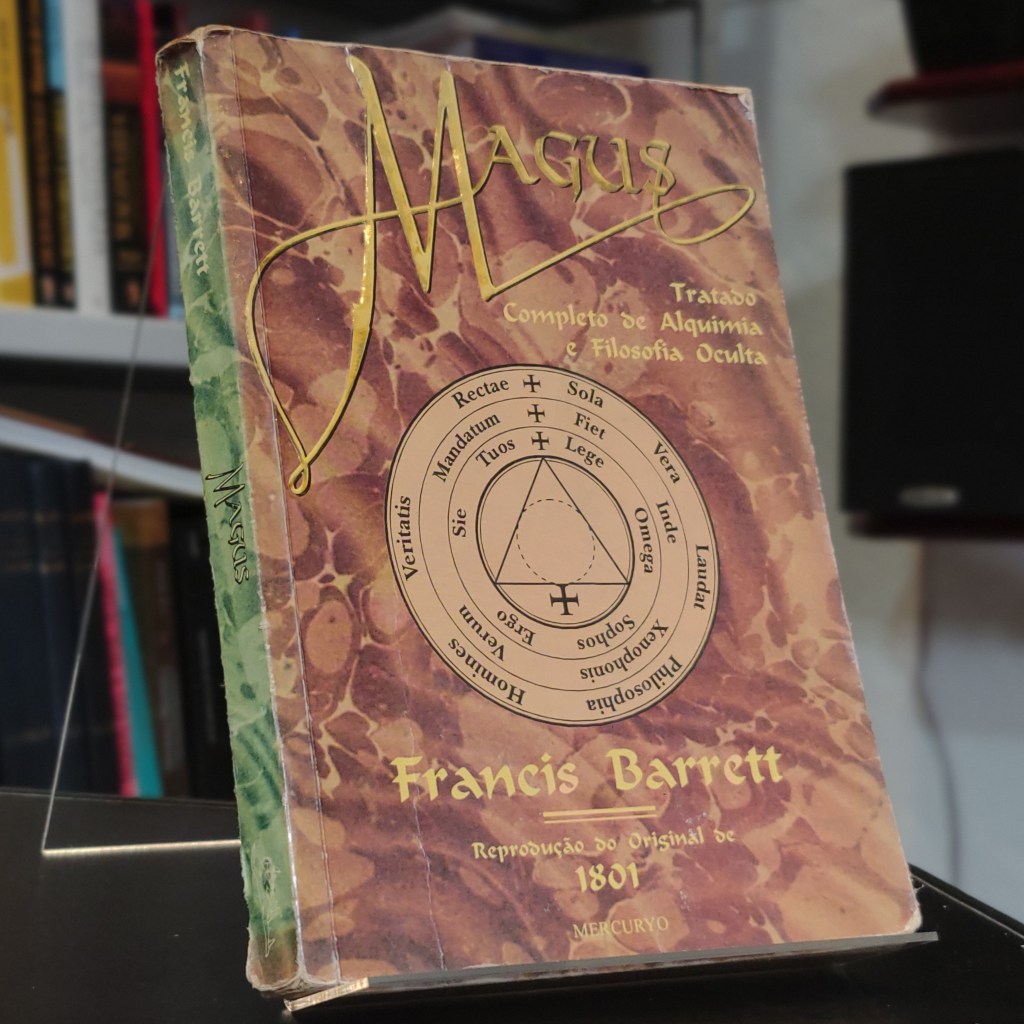 Francis Barrett
MAGUS
MAGUS
Tratado
Completo de Alquimia
e Filosofia Oculta
Rectae ✠ Sola Vera Laudat Philosophia Homines Veritatis
Mandatum ✠ Fiet Inde Xenophonis Verum
Tuos ✠ Lege Omega Sophos Ergo Sie
Francis Barrett
Reprodução do Original de
1801
MERCURYO